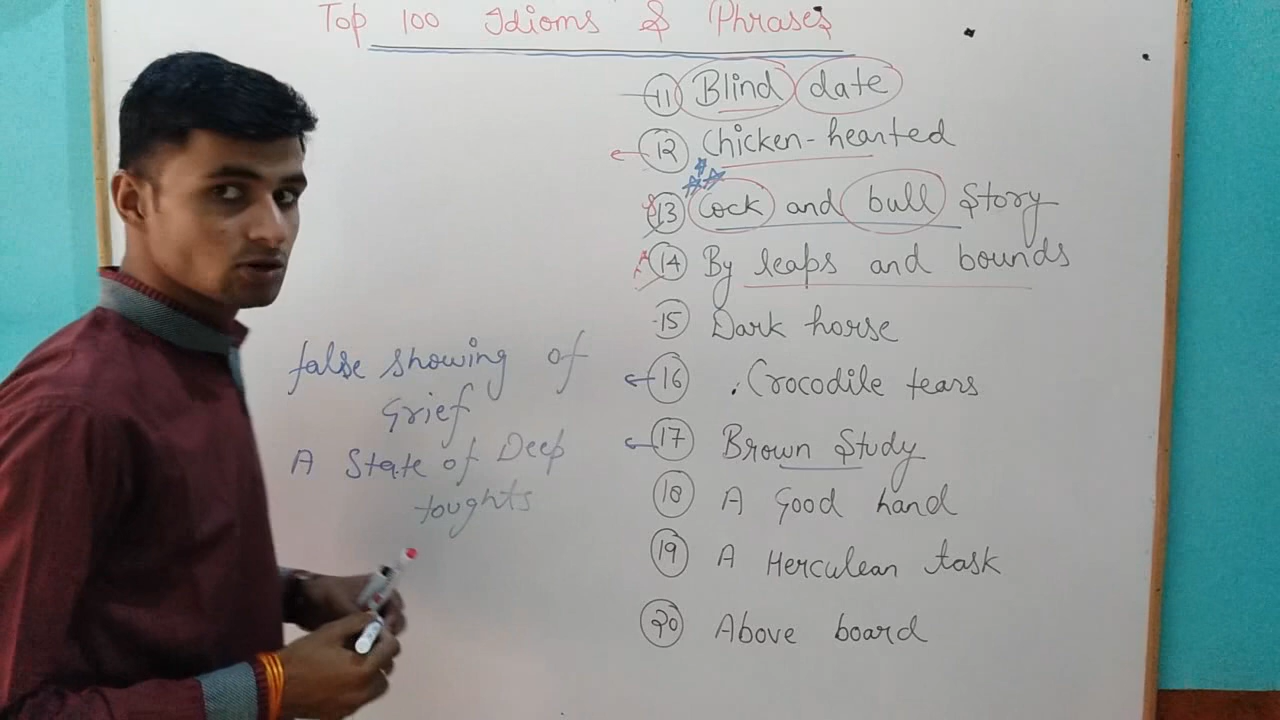 Top 100 Idioms & Phrases
11 Blind date
12 Chicken-hearted
13 Cock and bull Story
14 By leaps and bounds
15 Dark horse
16 Crocodile tears
17 Brown Study
18 A Good hand
19 A Herculean task
20 Above board
false showing of
Grief
A State of Deep
toughts